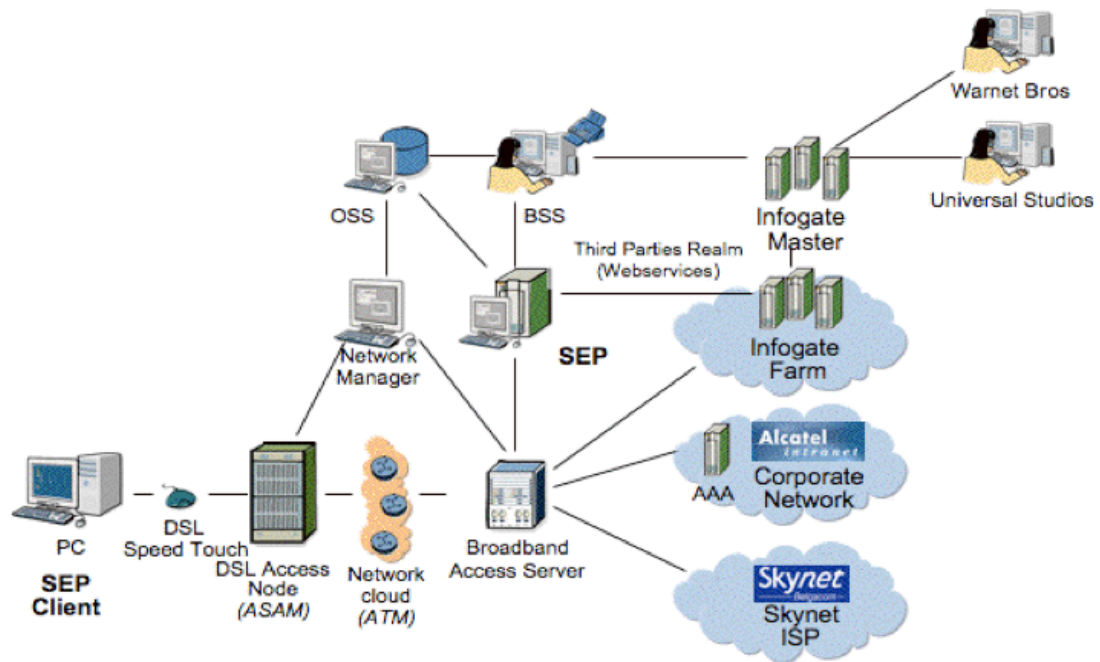 Warnet Bros
Universal Studios
OSS
BSS
Infogate
Master
Third Parties Realm
(Webservices)
Network
Manager
SEP
Infogate
Farm
Alcatel
intranet
AAA
Corporate
Network
PC
SEP
Client
DSL
Speed Touch
DSL Access
Node
(ASAM)
Network
cloud
(ATM)
Broadband
Access Server
Skynet
Belgacom
Skynet
ISP